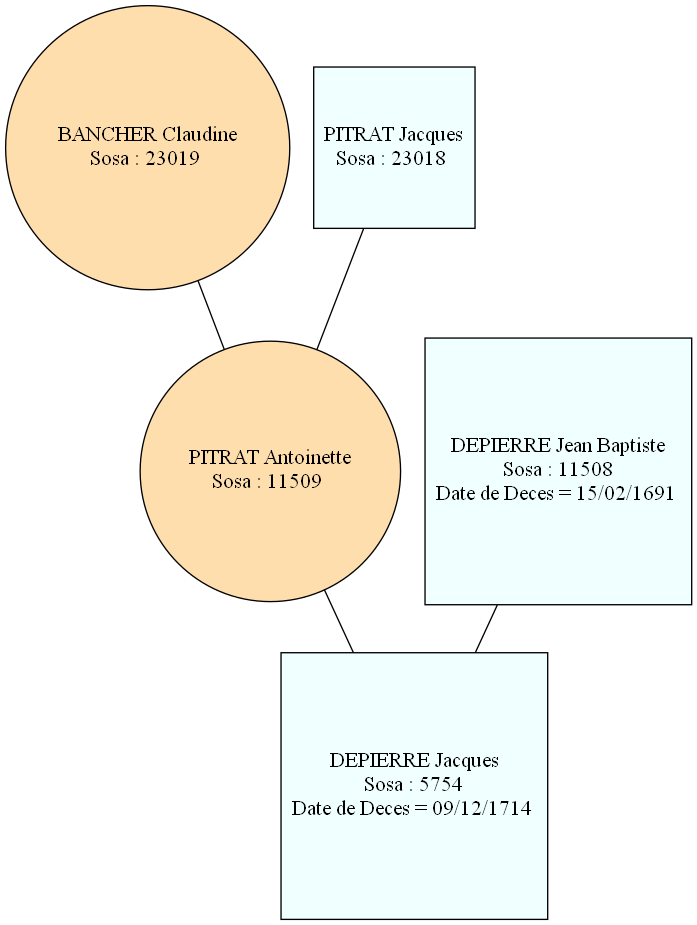 BANCHER Claudine
Sosa : 23019
PITRAT Jacques
Sosa : 23018
PITRAT Antoinette
Sosa : 11509
DEPIERRE Jean Baptiste
Sosa : 11508
Date de Deces = 15/02/1691
DEPIERRE Jacques
Sosa : 5754
Date de Deces = 09/12/1714